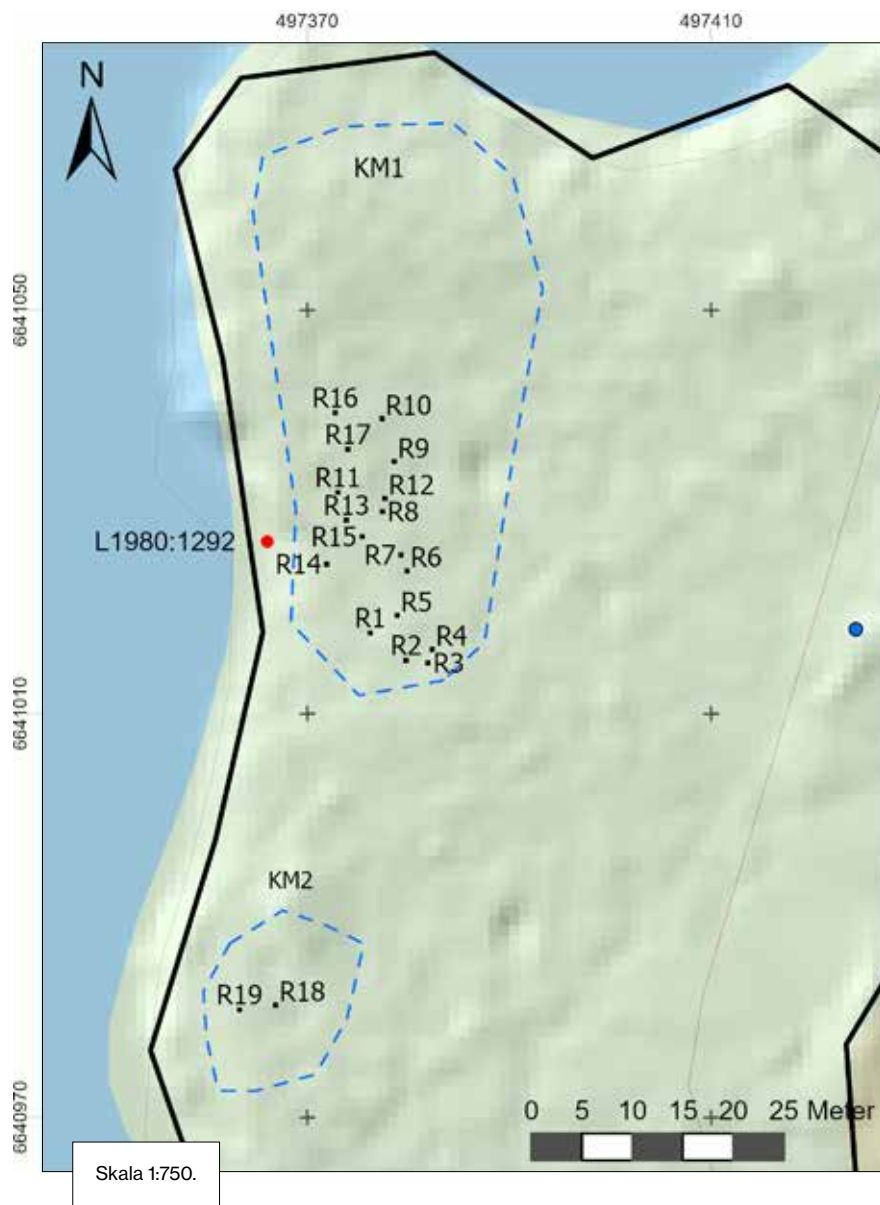 497370 497410
N
KM1
6641050
R16
R10
R17
R9
R11
R12
R13
R8
L1980:1292
R15
R7
R6
R14
R5
R1
R4
R2
R3
6641010
KM2
R19
R18
0 5 10 15 20 25 Meter
6640970
Skala 1:750.